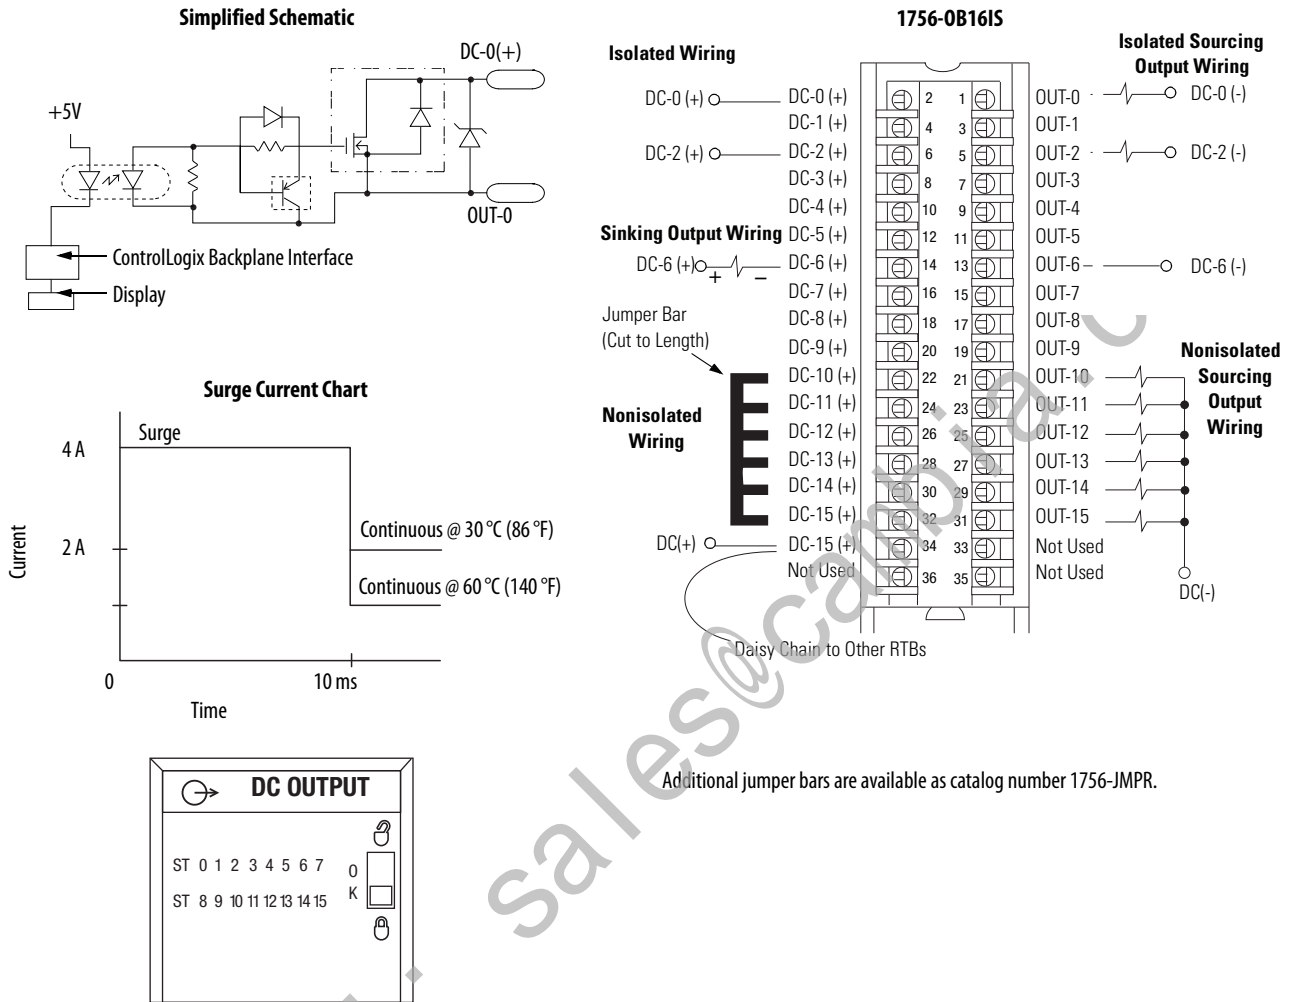 Simplified Schematic
DC-0(+)
+5V
OUT-0
ControlLogix Backplane Interface
Display
Surge Current Chart
Surge
4 A
Continuous @ 30 °C (86 °F)
2 A
Continuous @ 60 °C (140 °F)
Current
0
10 ms
Time
DC OUTPUT
ST 0 1 2 3 4 5 6 7
ST 8 9 10 11 12 13 14 15
O
K
1756-OB16IS
Isolated Wiring
Isolated Sourcing
Output Wiring
DC-0 (+) DC-0 (+) 2 1 OUT-0 DC-0 (-)
DC-1 (+) 4 3 OUT-1
DC-2 (+) DC-2 (+) 6 5 OUT-2 DC-2 (-)
DC-3 (+) 8 7 OUT-3
DC-4 (+) 10 9 OUT-4
Sinking Output Wiring DC-5 (+) 12 11 OUT-5
DC-6 (+) + – DC-6 (+) 14 13 OUT-6 DC-6 (-)
DC-7 (+) 16 15 OUT-7
Jumper Bar
(Cut to Length)
DC-8 (+) 18 17 OUT-8
DC-9 (+) 20 19 OUT-9
DC-10 (+) 22 21 OUT-10
DC-11 (+) 24 23 OUT-11
DC-12 (+) 26 25 OUT-12
DC-13 (+) 28 27 OUT-13
DC-14 (+) 30 29 OUT-14
DC-15 (+) 32 31 OUT-15
DC(+) DC-15 (+) 34 33 Not Used
Not Used 36 35 Not Used
Nonisolated
Wiring
Nonisolated
Sourcing
Output
Wiring
DC(-)
Daisy Chain to Other RTBs
Additional jumper bars are available as catalog number 1756-JMPR.
sales@cambia.